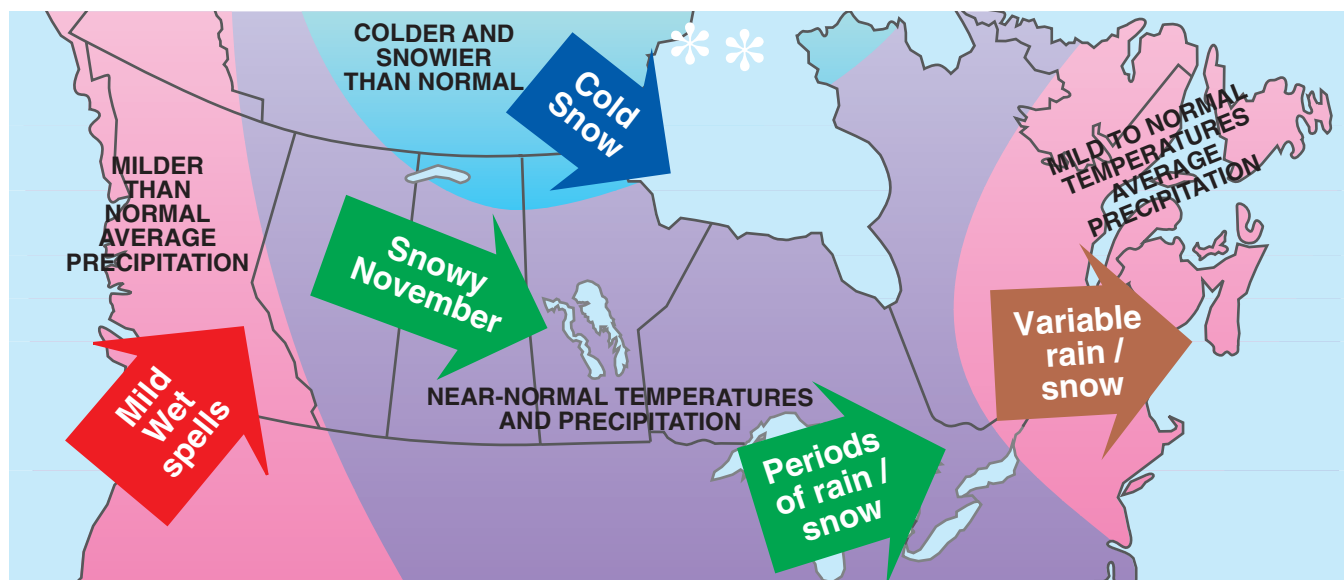 COLDER AND
SNOWIER
THAN NORMAL
Cold
Snow
MILD TO NORMAL
TEMPERATURES
AVERAGE
PRECIPITATION
MILDER
THAN
NORMAL
AVERAGE
PRECIPITATION
Snowy
November
Variable
rain /
snow
Mild
Wet
spells
NEAR-NORMAL TEMPERATURES
AND PRECIPITATION
Periods
of rain /
snow